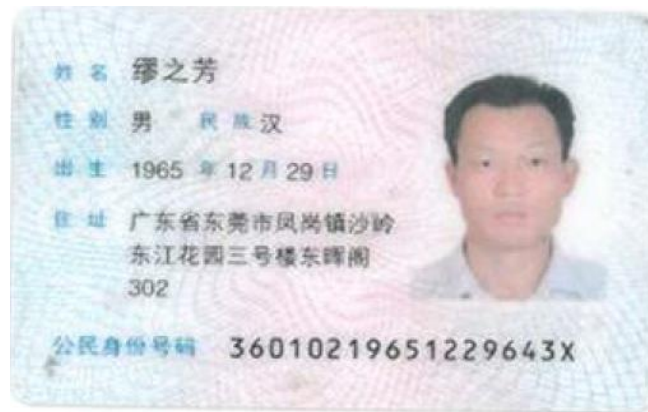 姓名 缪之芳
性别 男 民族 汉
出生 1965 年 12 月 29 日
住址 广东省东莞市凤岗镇沙岭
东江花园三号楼东晖阁
302
公民身份号码 36010219651229643X